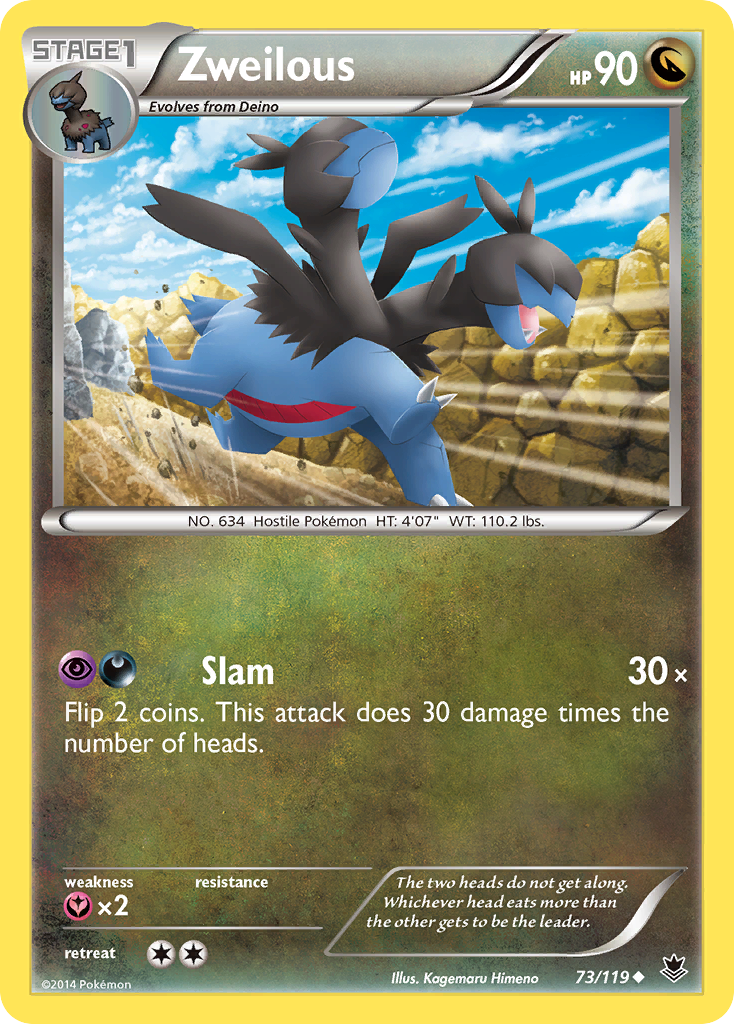 STAGE1
Zweilous
HP 90
Evolves from Deino
NO. 634 Hostile Pokémon HT: 4'07" WT: 110.2 lbs.
Slam 30×
Flip 2 coins. This attack does 30 damage times the
number of heads.
weakness resistance
×2
retreat
The two heads do not get along.
Whichever head eats more than
the other gets to be the leader.
©2014 Pokémon
Illus. Kagemaru Himeno 73/119